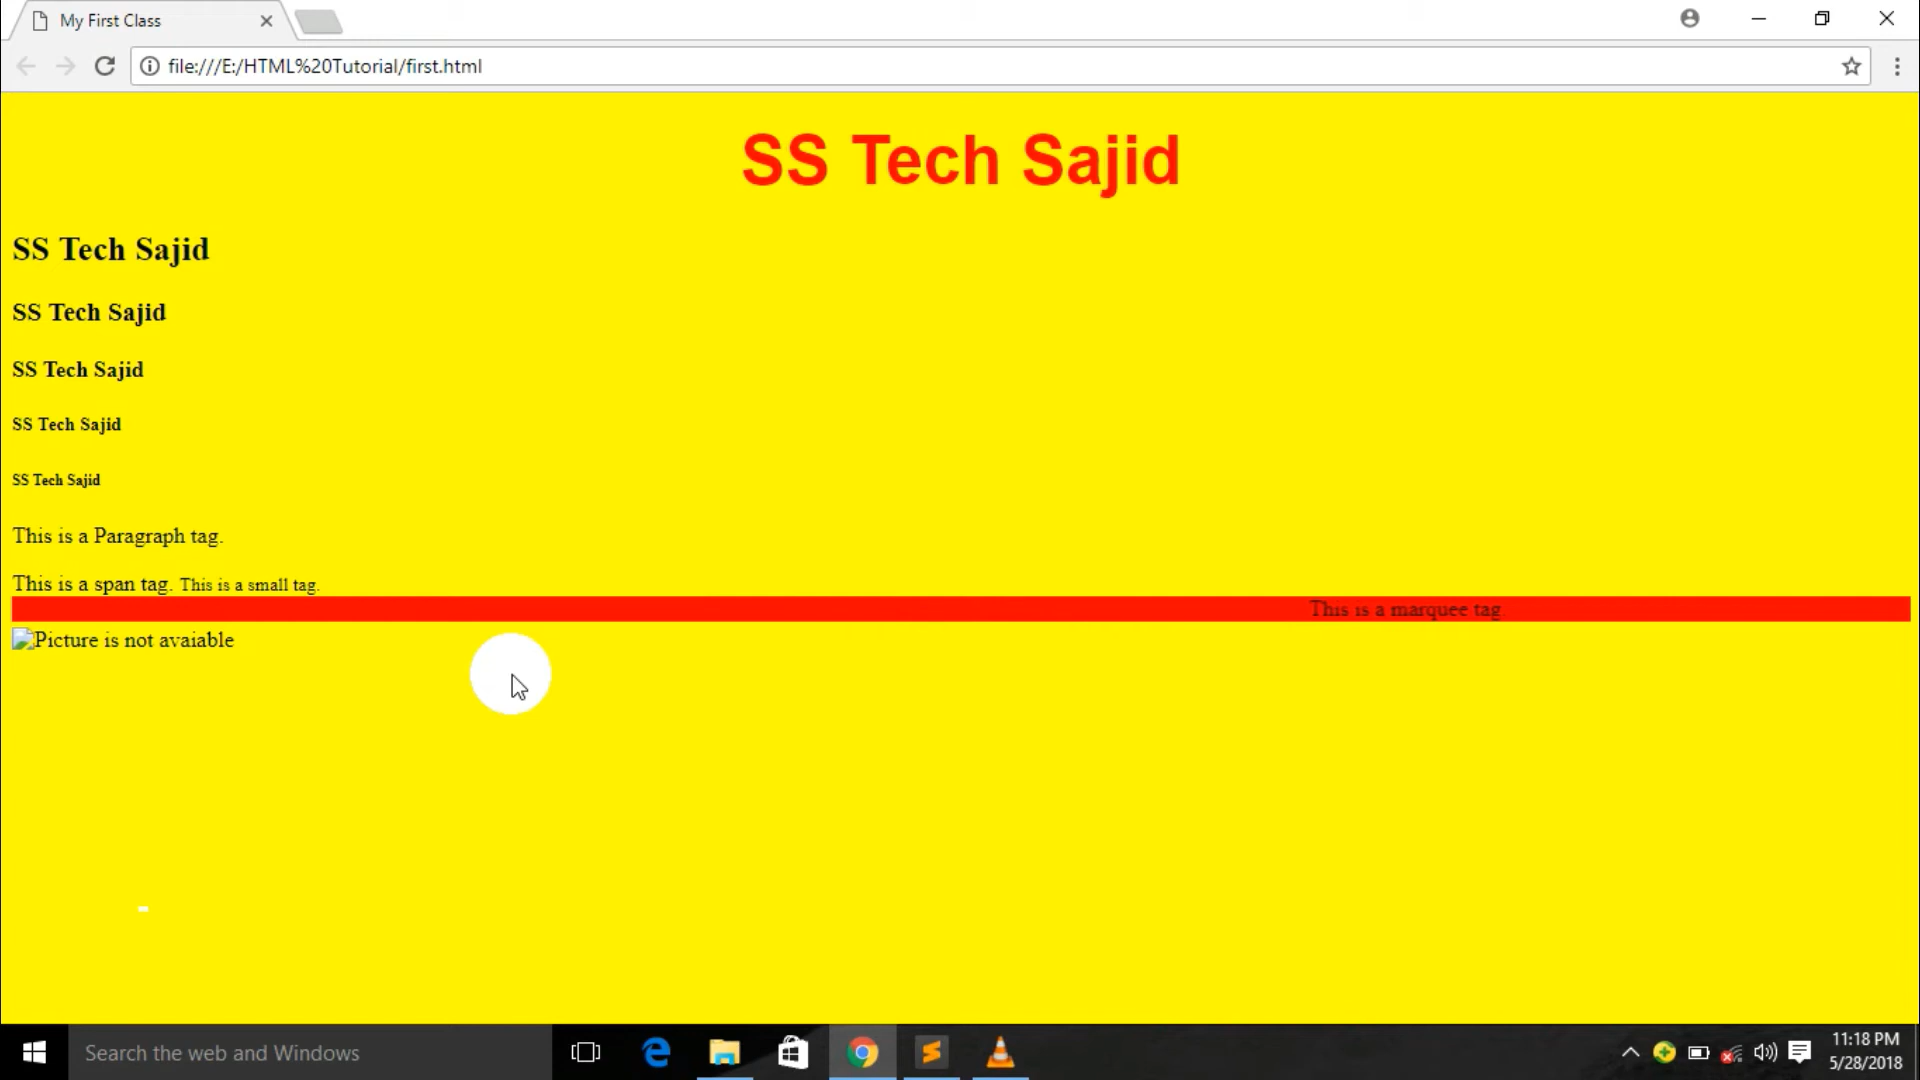 My First Class
file:///E:/HTML%20Tutorial/first.html
SS Tech Sajid
SS Tech Sajid
SS Tech Sajid
SS Tech Sajid
SS Tech Sajid
SS Tech Sajid
This is a Paragraph tag.
This is a span tag. This is a small tag.
This is a marquee tag.
Picture is not avaiable
Search the web and Windows
11:18 PM
5/28/2018